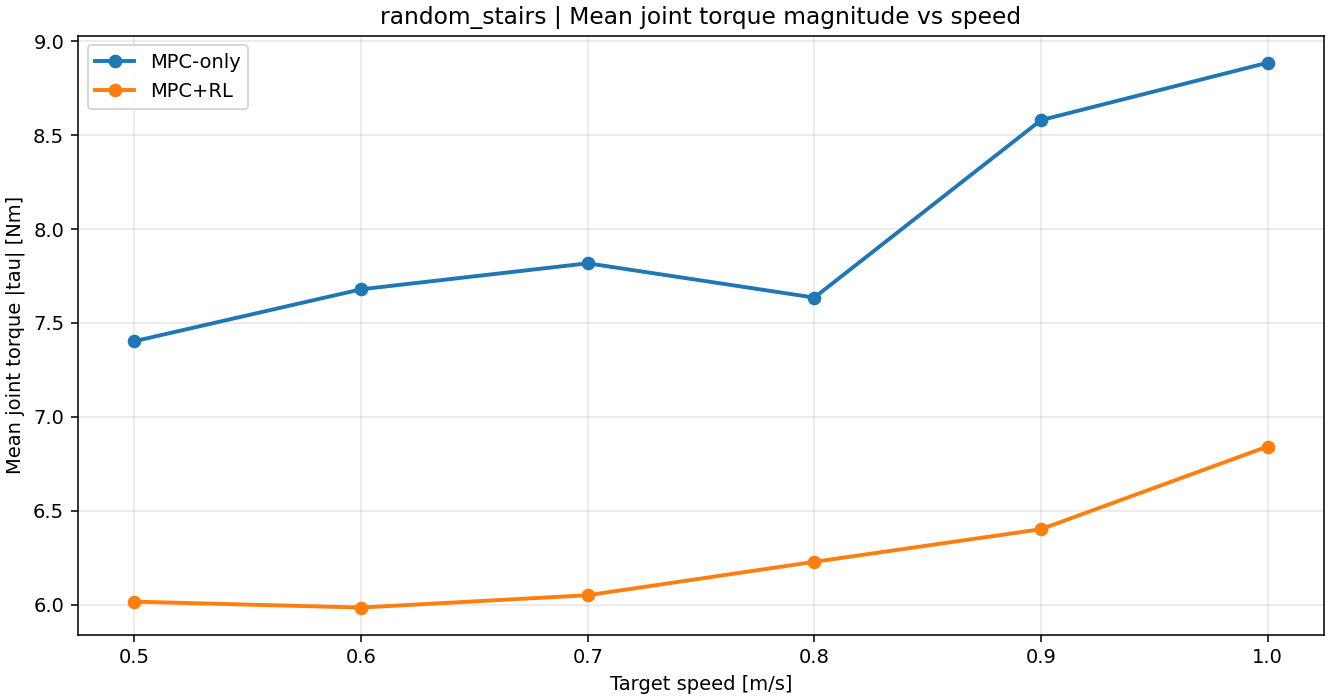 random_stairs | Mean joint torque magnitude vs speed
MPC-only
MPC+RL
Mean joint torque |tau| [Nm]
9.0
8.5
8.0
7.5
7.0
6.5
6.0
0.5 0.6 0.7 0.8 0.9 1.0
Target speed [m/s]